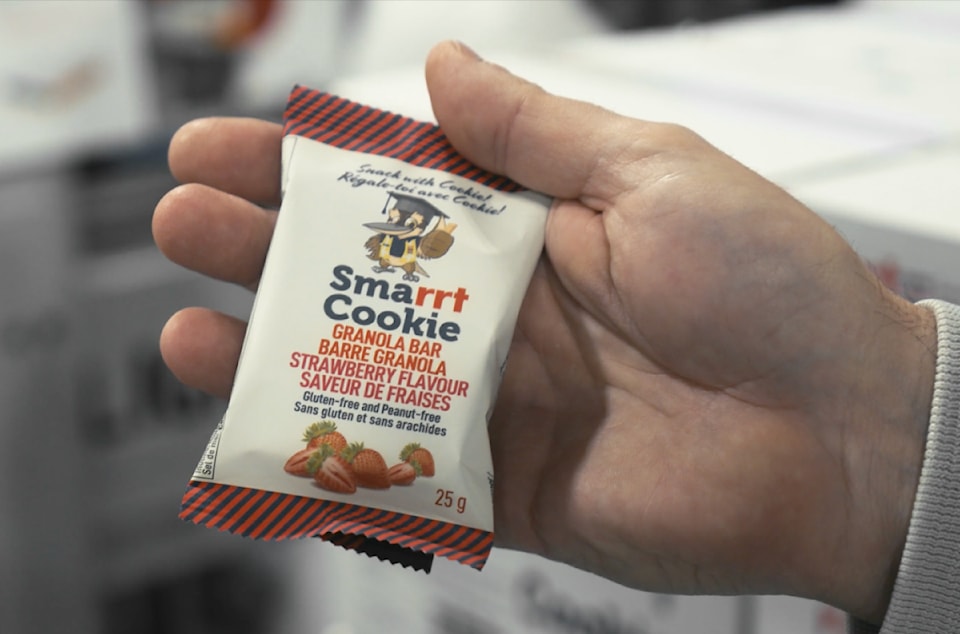 Snack with Cookie!
Régale-toi avec Cookie!
Smarrt
Cookie
GRANOLA BAR
BARRE GRANOLA
STRAWBERRY FLAVOUR
SAVEUR DE FRAISES
Gluten-free and Peanut-free
Sans gluten et sans arachides
25 g